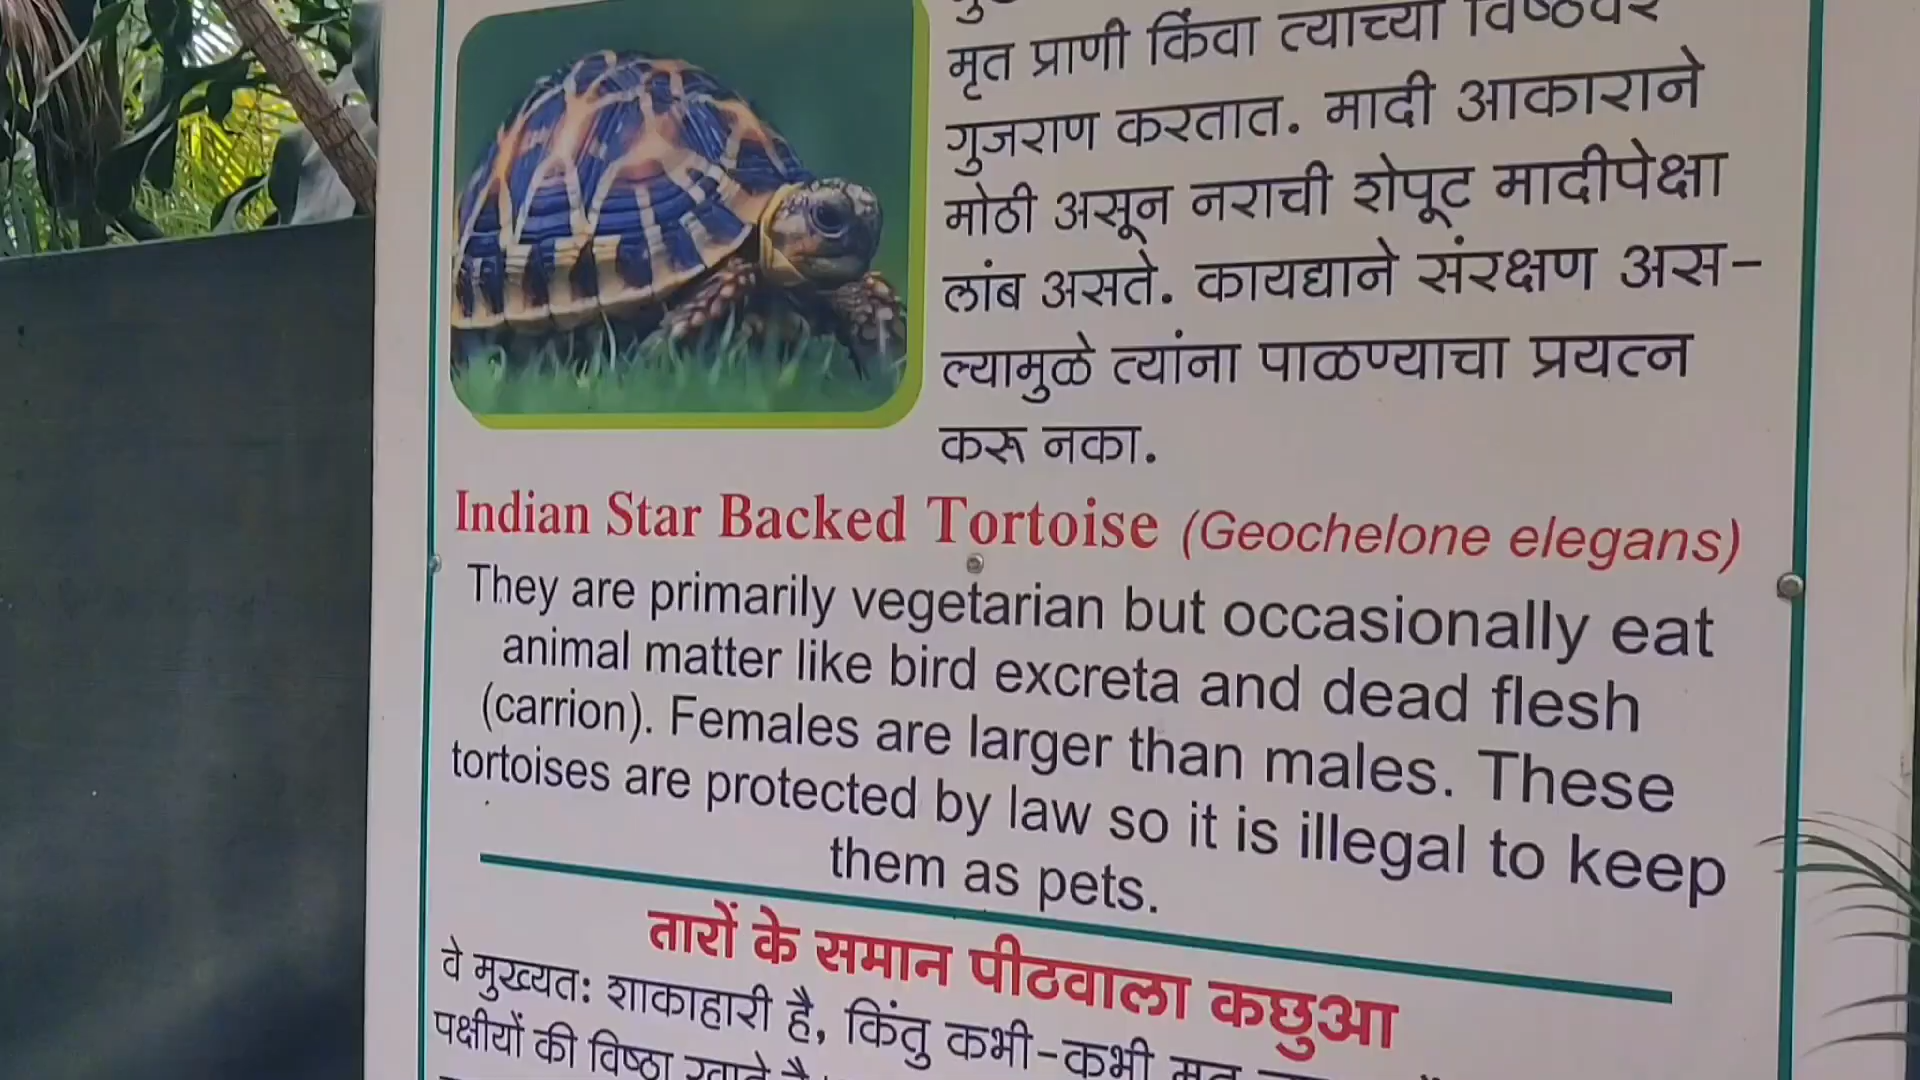 मृत प्राणी किंवा त्याच्या विष्ठेवर
गुजराण करतात. मादी आकाराने
मोठी असून नराची शेपूट मादीपेक्षा
लांब असते. कायद्याने संरक्षण अस-
ल्यामुळे त्यांना पाळण्याचा प्रयत्न
करू नका.
Indian Star Backed Tortoise (Geochelone elegans)
They are primarily vegetarian but occasionally eat
animal matter like bird excreta and dead flesh
(carrion). Females are larger than males. These
tortoises are protected by law so it is illegal to keep
them as pets.
तारों के समान पीठवाला कछुआ
वे मुख्यत: शाकाहारी है, किंतु कभी-कभी मृत
पक्षीयों की विष्ठा खाते है